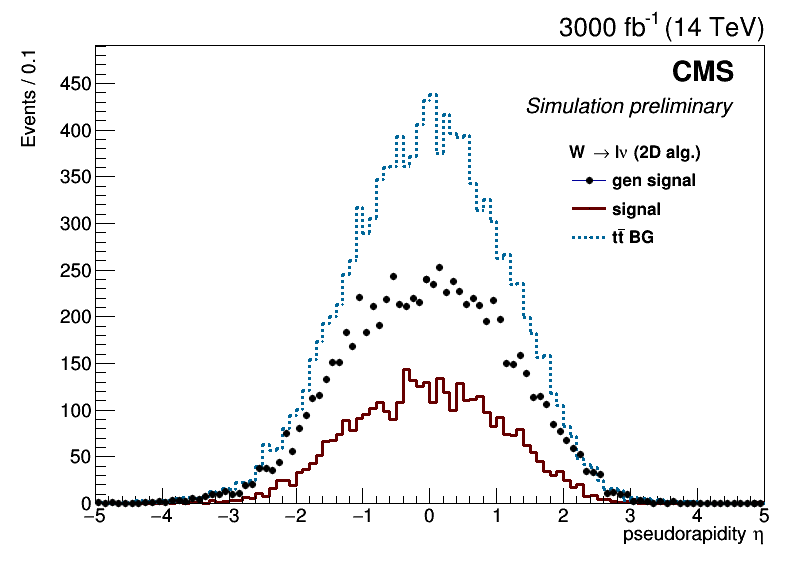 3000 fb⁻¹ (14 TeV)
CMS
Simulation preliminary
W → lν (2D alg.)
gen signal
signal
tt̄ BG
Events / 0.1
450
400
350
300
250
200
150
100
50
0
−5 −4 −3 −2 −1 0 1 2 3 4 5
pseudorapidity η